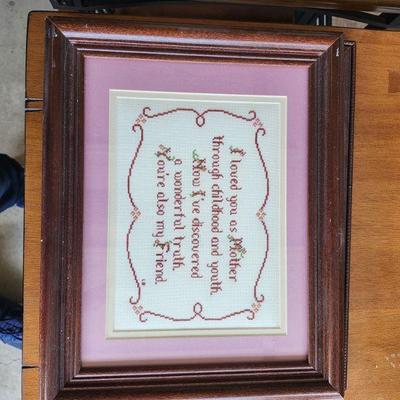 I loved you as Mother
through childhood and youth.
Now I've discovered
a wonderful truth.
You're also my Friend.